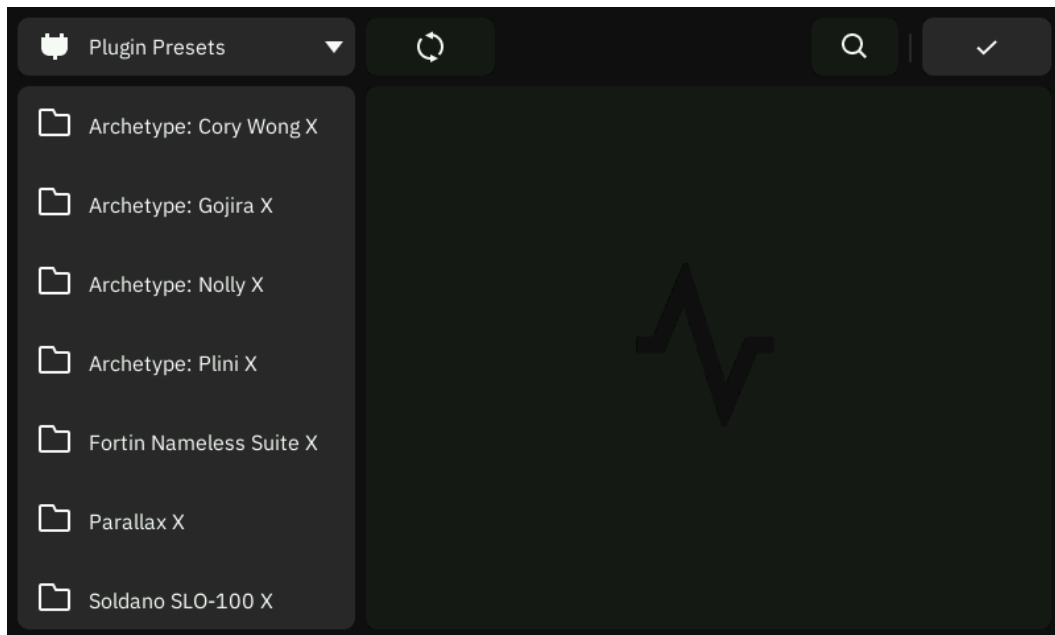 Plugin Presets
Archetype: Cory Wong X
Archetype: Gojira X
Archetype: Nolly X
Archetype: Plini X
Fortin Nameless Suite X
Parallax X
Soldano SLO-100 X